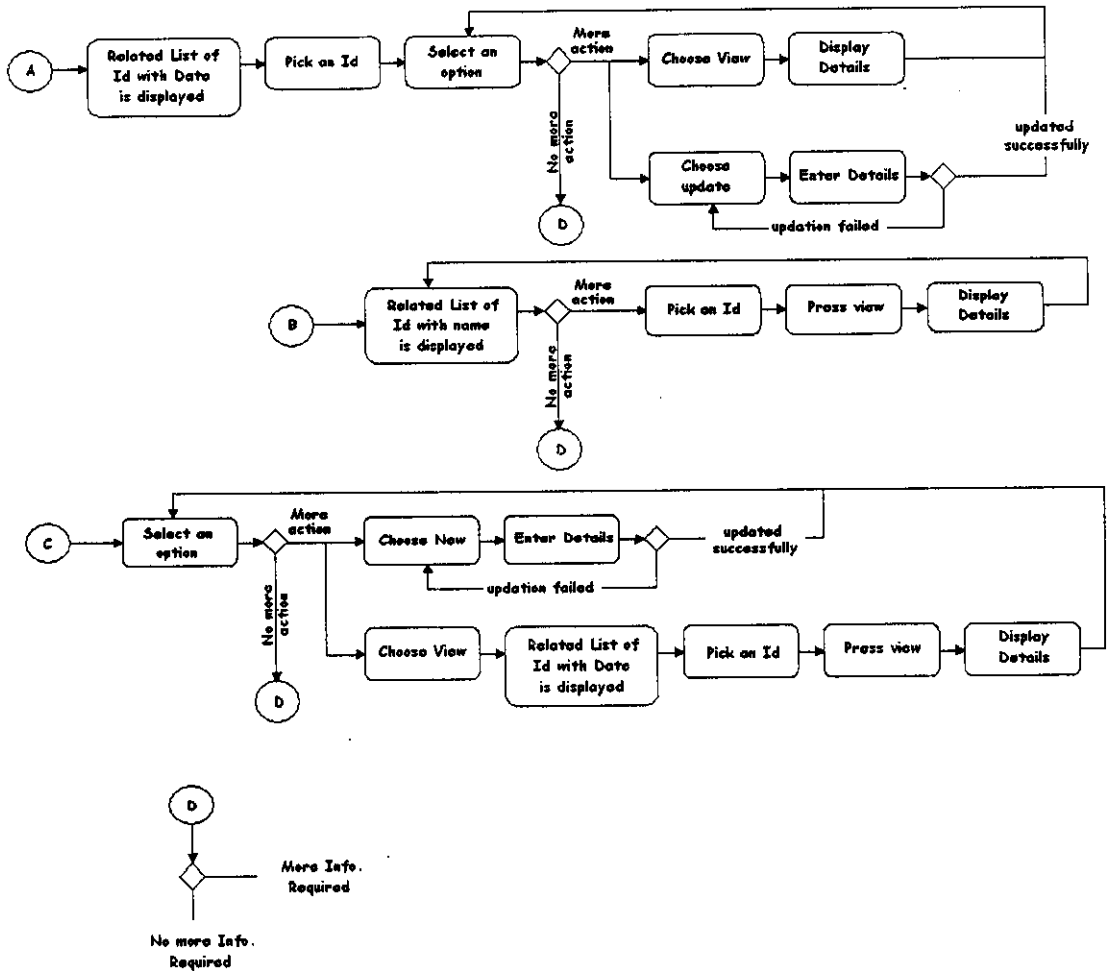 A
Related List of
Id with Data
is displayed
Pick an Id
Select an
option
More
action
Choose View
Display
Details
No more
action
D
Choose
update
Enter Details
updation failed
updated
successfully
B
Related List of
Id with name
is displayed
More
action
Pick an Id
Press view
Display
Details
No more
action
D
C
Select an
option
More
action
Choose New
Enter Details
updated
successfully
updation failed
No more
action
D
Choose View
Related List of
Id with Data
is displayed
Pick an Id
Press view
Display
Details
D
More Info.
Required
No more Info.
Required